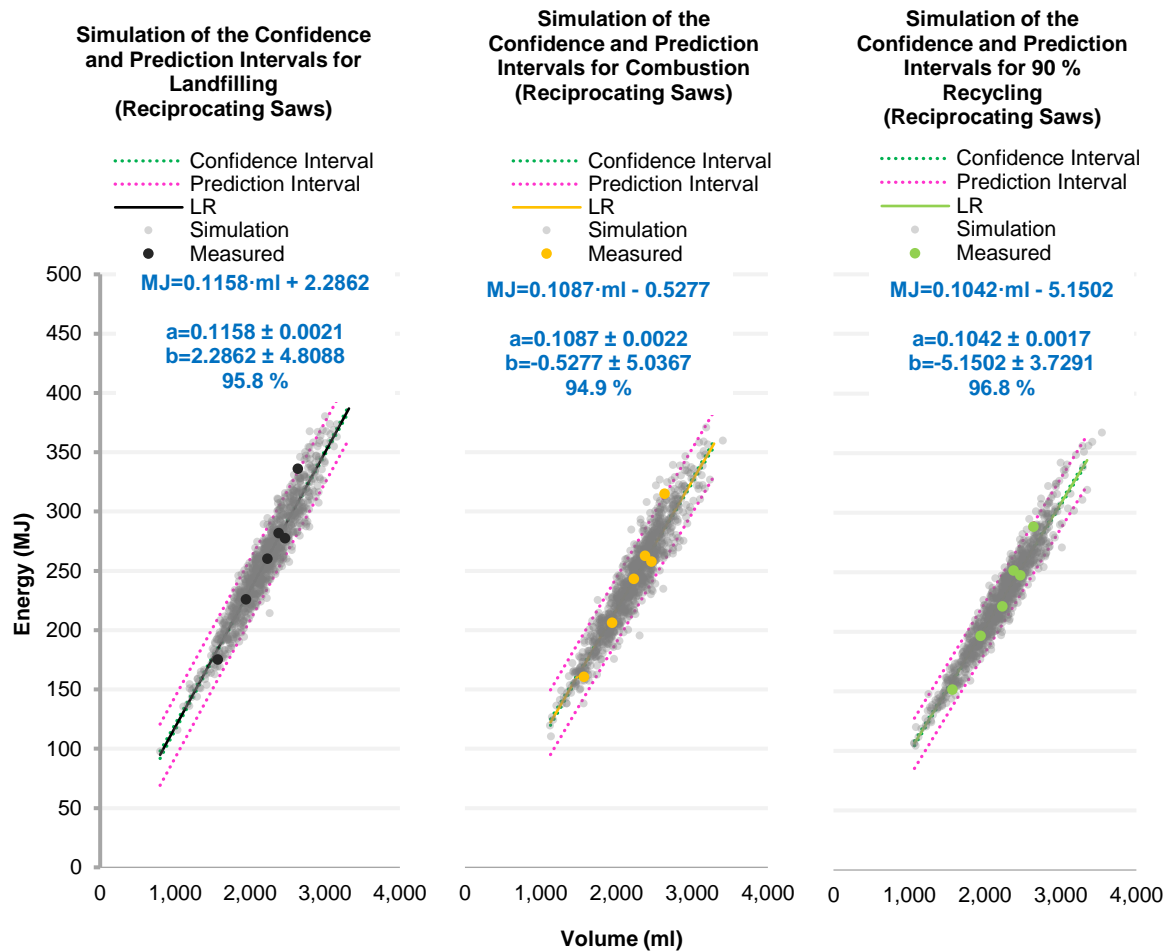 Simulation of the Confidence
and Prediction Intervals for
Landfilling
(Reciprocating Saws)
Confidence Interval
Prediction Interval
LR
Simulation
Measured
MJ=0.1158·ml + 2.2862
a=0.1158 ± 0.0021
b=2.2862 ± 4.8088
95.8 %
Simulation of the
Confidence and Prediction
Intervals for Combustion
(Reciprocating Saws)
Confidence Interval
Prediction Interval
LR
Simulation
Measured
MJ=0.1087·ml - 0.5277
a=0.1087 ± 0.0022
b=-0.5277 ± 5.0367
94.9 %
Simulation of the
Confidence and Prediction
Intervals for 90 %
Recycling
(Reciprocating Saws)
Confidence Interval
Prediction Interval
LR
Simulation
Measured
MJ=0.1042·ml - 5.1502
a=0.1042 ± 0.0017
b=-5.1502 ± 3.7291
96.8 %
Energy (MJ)
500
450
400
350
300
250
200
150
100
50
0
0 1,000 2,000 3,000 4,000
0 1,000 2,000 3,000 4,000
0 1,000 2,000 3,000 4,000
Volume (ml)